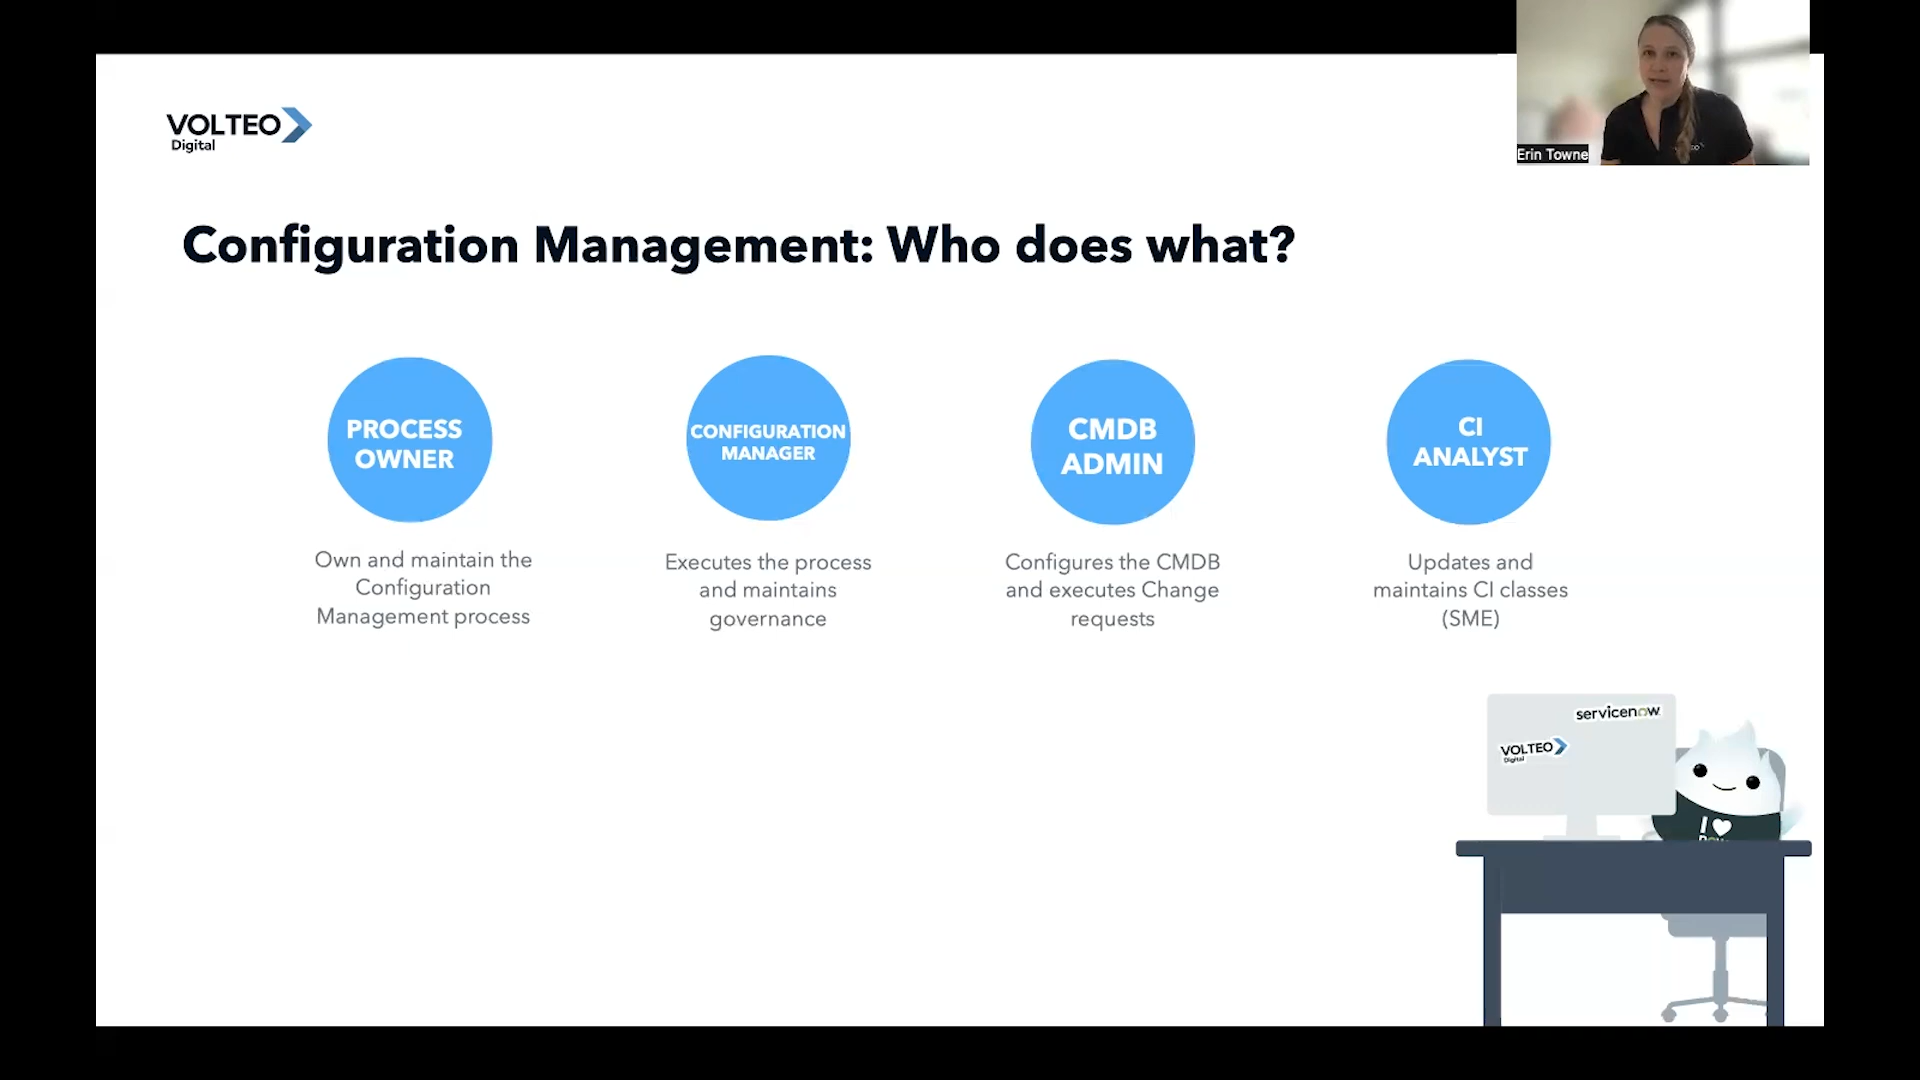 VOLTEO
Digital
Erin Towne
Configuration Management: Who does what?
PROCESS
OWNER
Own and maintain the
Configuration
Management process
CONFIGURATION
MANAGER
Executes the process
and maintains
governance
CMDB
ADMIN
Configures the CMDB
and executes Change
requests
CI
ANALYST
Updates and
maintains CI classes
(SME)
servicenow
VOLTEO
Digital
I